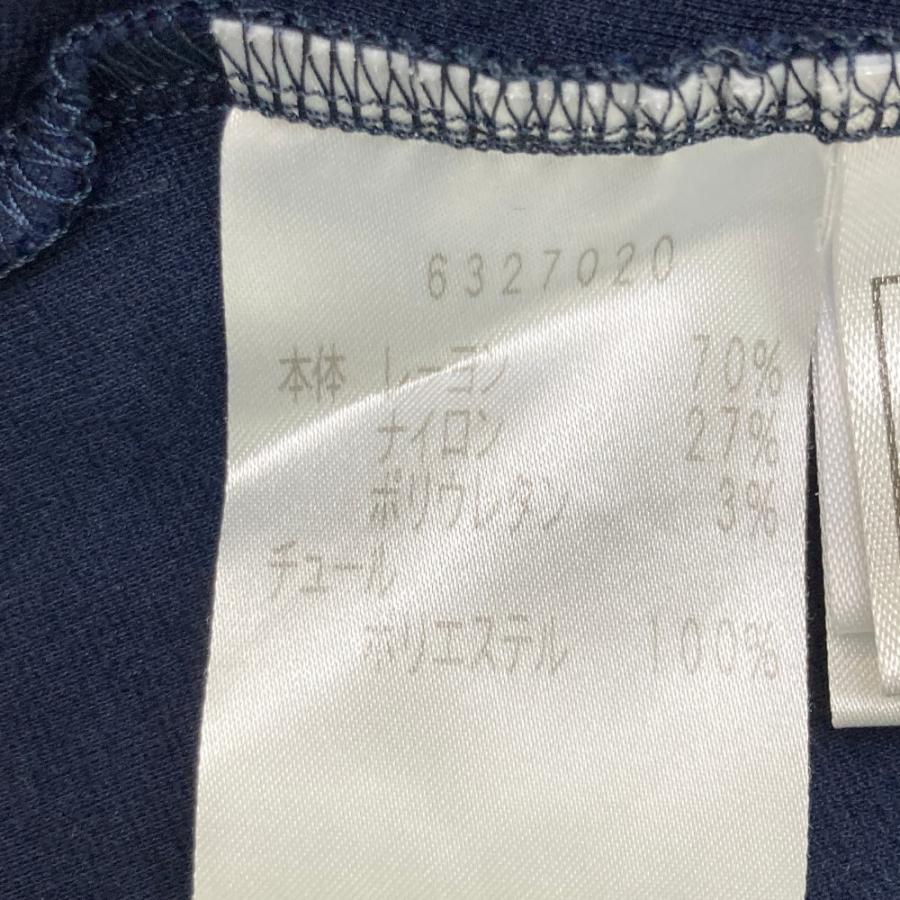 6327020
本体 レーヨン 70%
ナイロン 27%
ポリウレタン 3%
チュール
ポリエステル 100%